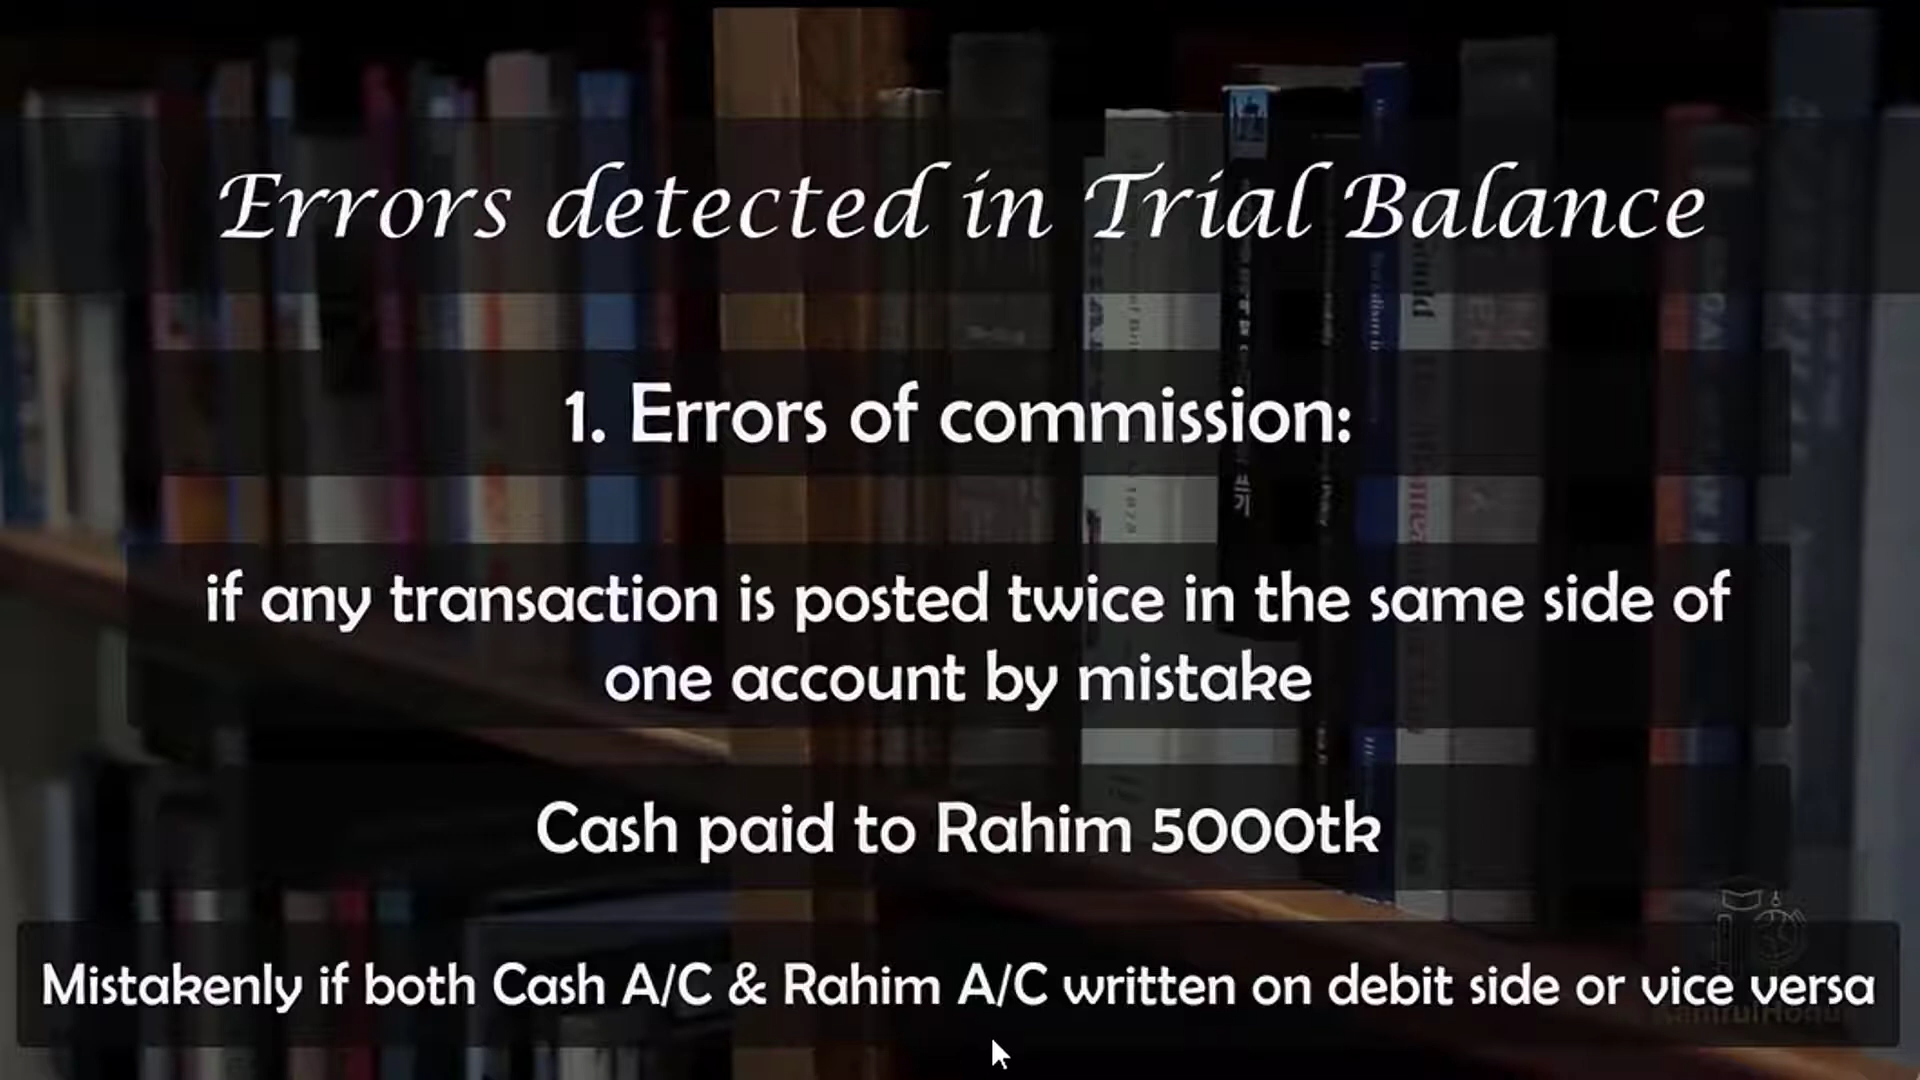 Errors detected in Trial Balance
1. Errors of commission:
if any transaction is posted twice in the same side of
one account by mistake
Cash paid to Rahim 5000tk
Mistakenly if both Cash A/C & Rahim A/C written on debit side or vice versa